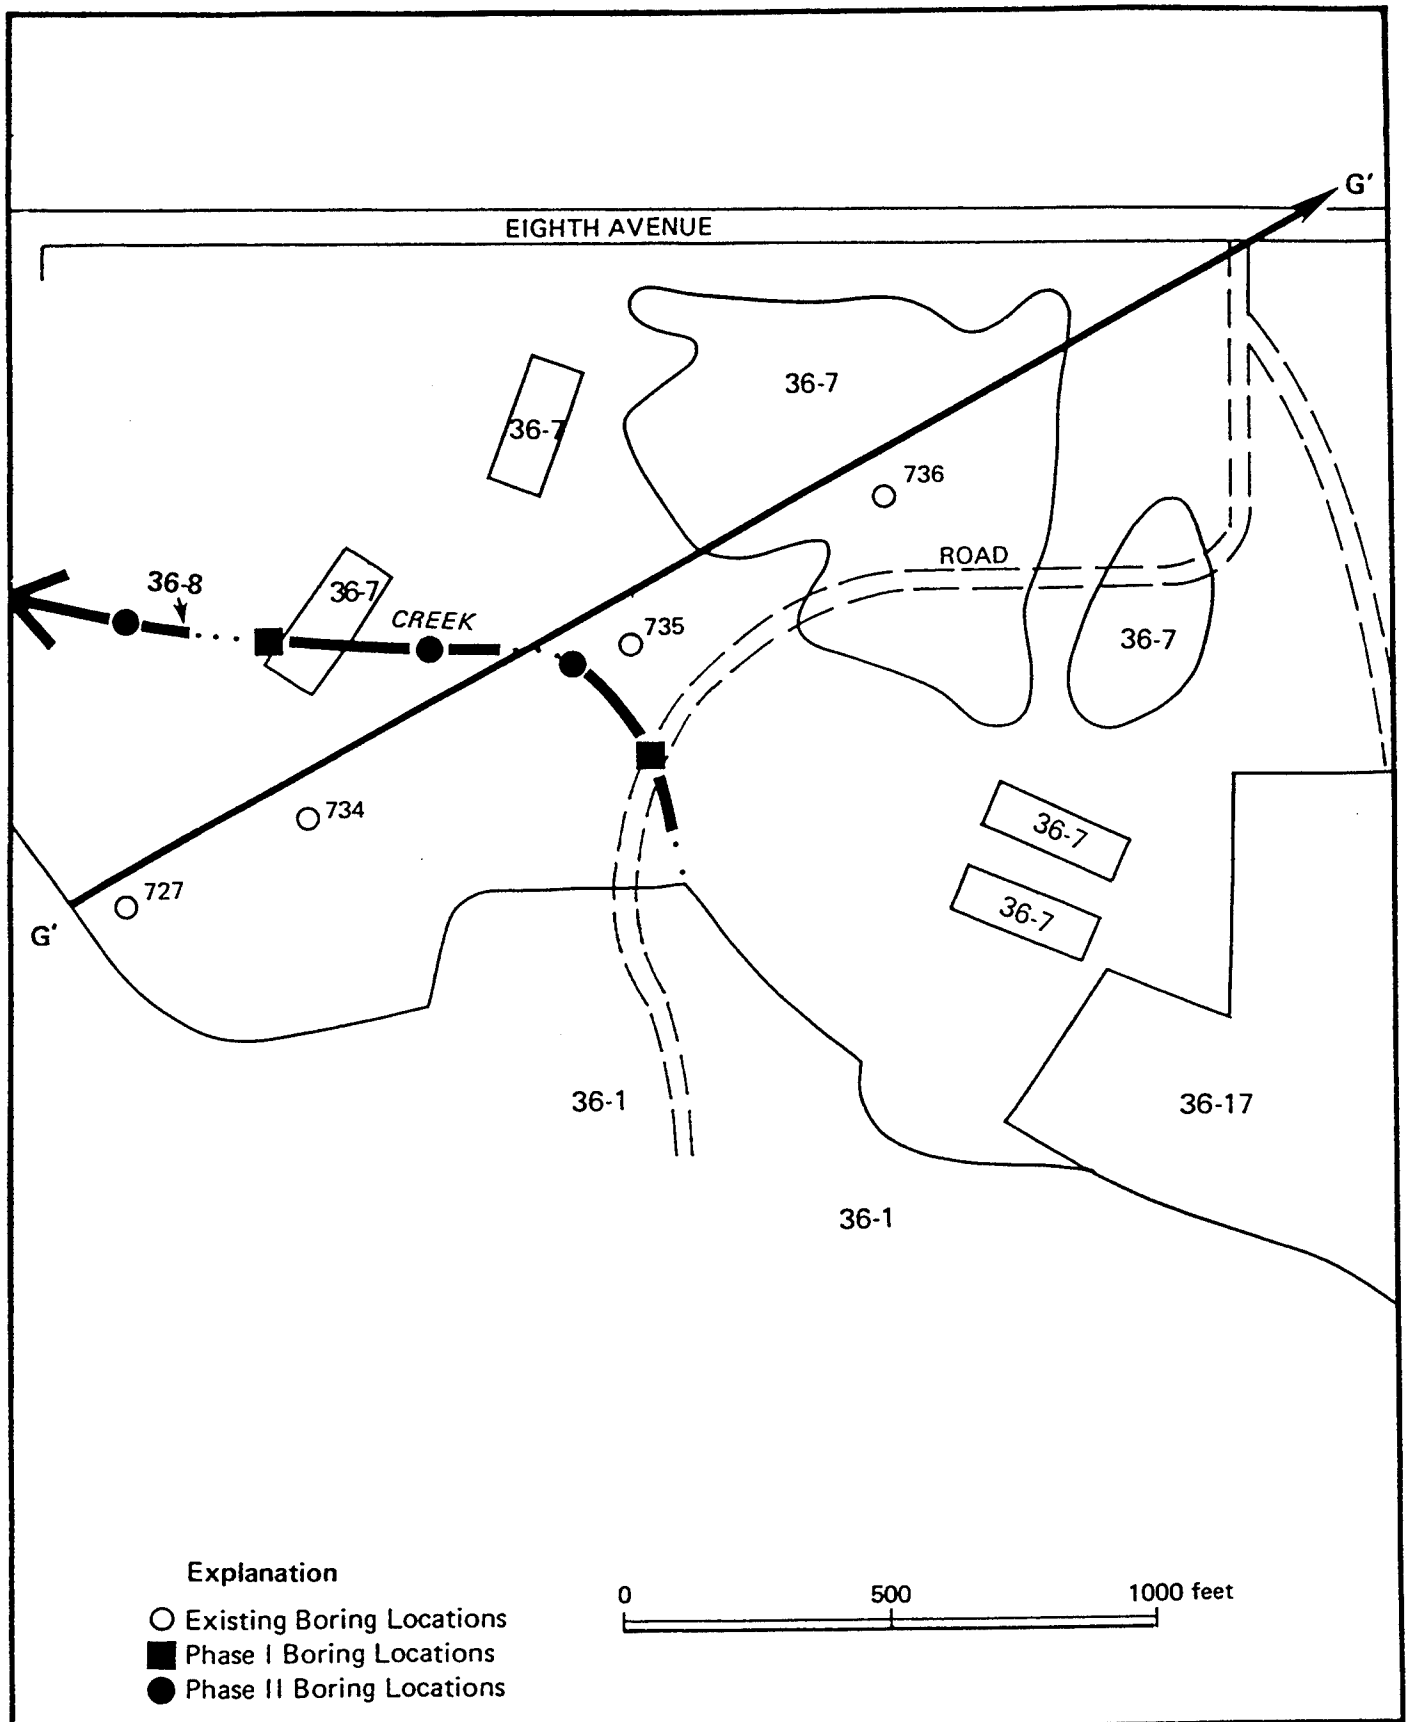 G'
EIGHTH AVENUE
36-7
36-7
736
ROAD
36-8
36-7
CREEK
735
36-7
734
36-7
727
36-7
G'
36-1
36-17
36-1
Explanation
Existing Boring Locations
Phase I Boring Locations
Phase II Boring Locations
0 500 1000 feet